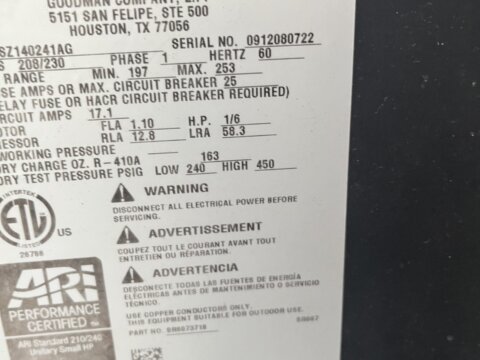 GOODMAN COMPANY, L.P.
5151 SAN FELIPE, STE 500
HOUSTON, TX 77056
SZ140241AG SERIAL NO. 0912080722
S 208/230 PHASE 1 HERTZ 60
RANGE MIN. 197 MAX. 253
SE AMPS OR MAX. CIRCUIT BREAKER 25
ELAY FUSE OR HACR CIRCUIT BREAKER REQUIRED)
CIRCUIT AMPS 17.1
OTOR FLA 1.10 H.P. 1/6
ESSOR RLA 12.8 LRA 58.3
WORKING PRESSURE
ORY CHARGE OZ. R-410A 163
ORY TEST PRESSURE PSIG LOW 240 HIGH 450
WARNING
DISCONNECT ALL ELECTRICAL POWER BEFORE
SERVICING.
AVERTISSEMENT
COUPEZ TOUT LE COURANT AVANT TOUT
ENTRETIEN OU RÉPARATION
ADVERTENCIA
DESCONECTE TODAS LAS FUENTES DE ENERGÍA
ELÉCTRICAS ANTES DE MANTENIMIENTO O SERVICIO
TÉCNICO.
USE COPPER CONDUCTORS ONLY.
THIS EQUIPMENT SUITABLE FOR OUTDOOR USE.
PART NO.
INTERTEK
ETL
LISTED
US
ARI
PERFORMANCE
CERTIFIED
ARI Standard 210/240
Unitary Small HP